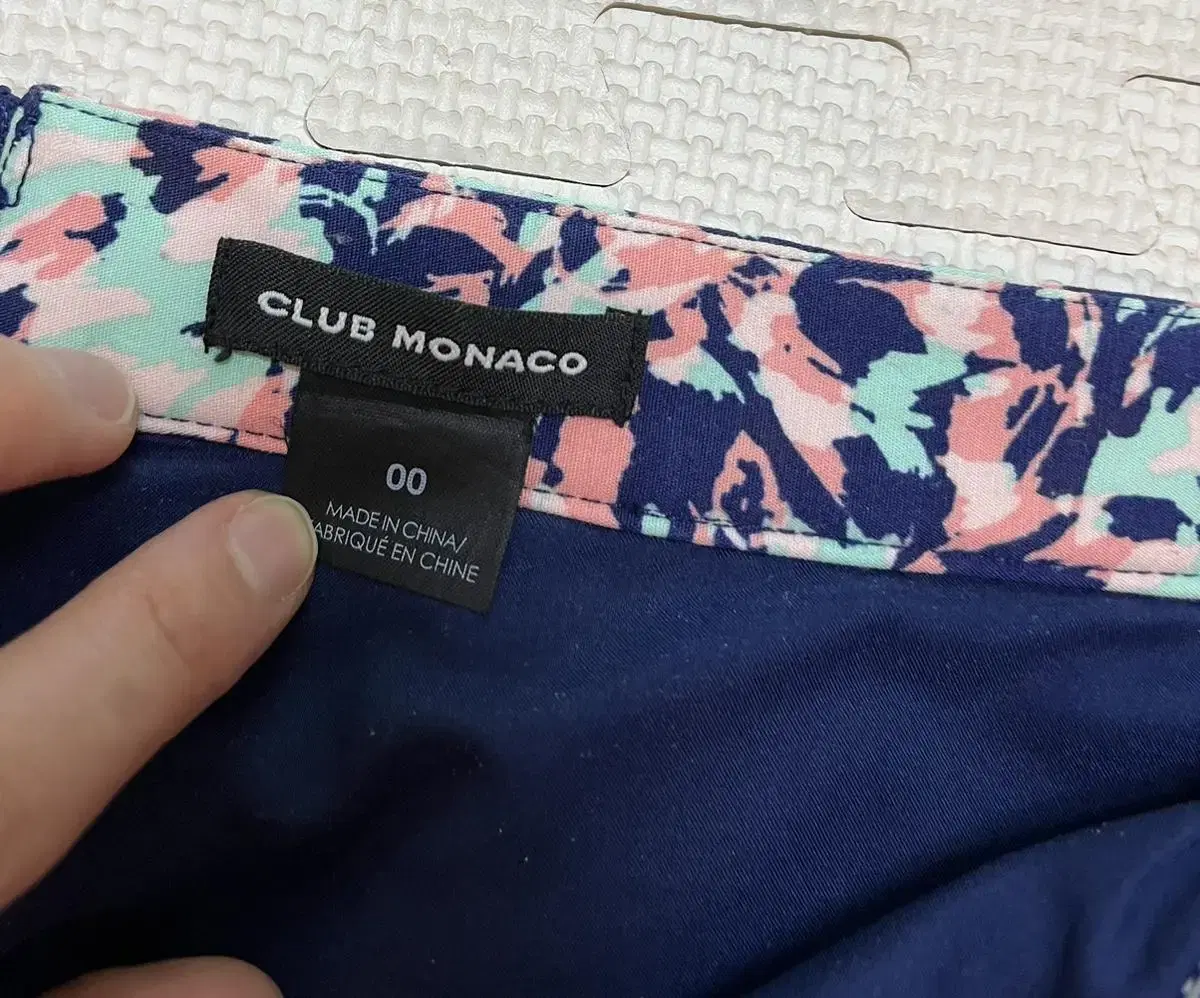 CLUB MONACO
00
MADE IN CHINA/
ABRIQUÉ EN CHINE